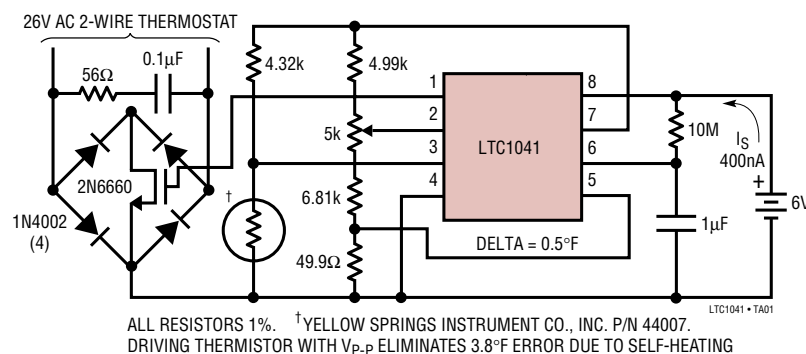 26V AC 2-WIRE THERMOSTAT
0.1µF
56Ω
4.32k
4.99k
1
8
2
7
5k
LTC1041
10M
IS
400nA
3
6
2N6660
†
4
5
+
6V
6.81k
1N4002
(4)
1µF
49.9Ω
DELTA = 0.5°F
LTC1041 • TA01
ALL RESISTORS 1%. †YELLOW SPRINGS INSTRUMENT CO., INC. P/N 44007.
DRIVING THERMISTOR WITH VP-P ELIMINATES 3.8°F ERROR DUE TO SELF-HEATING